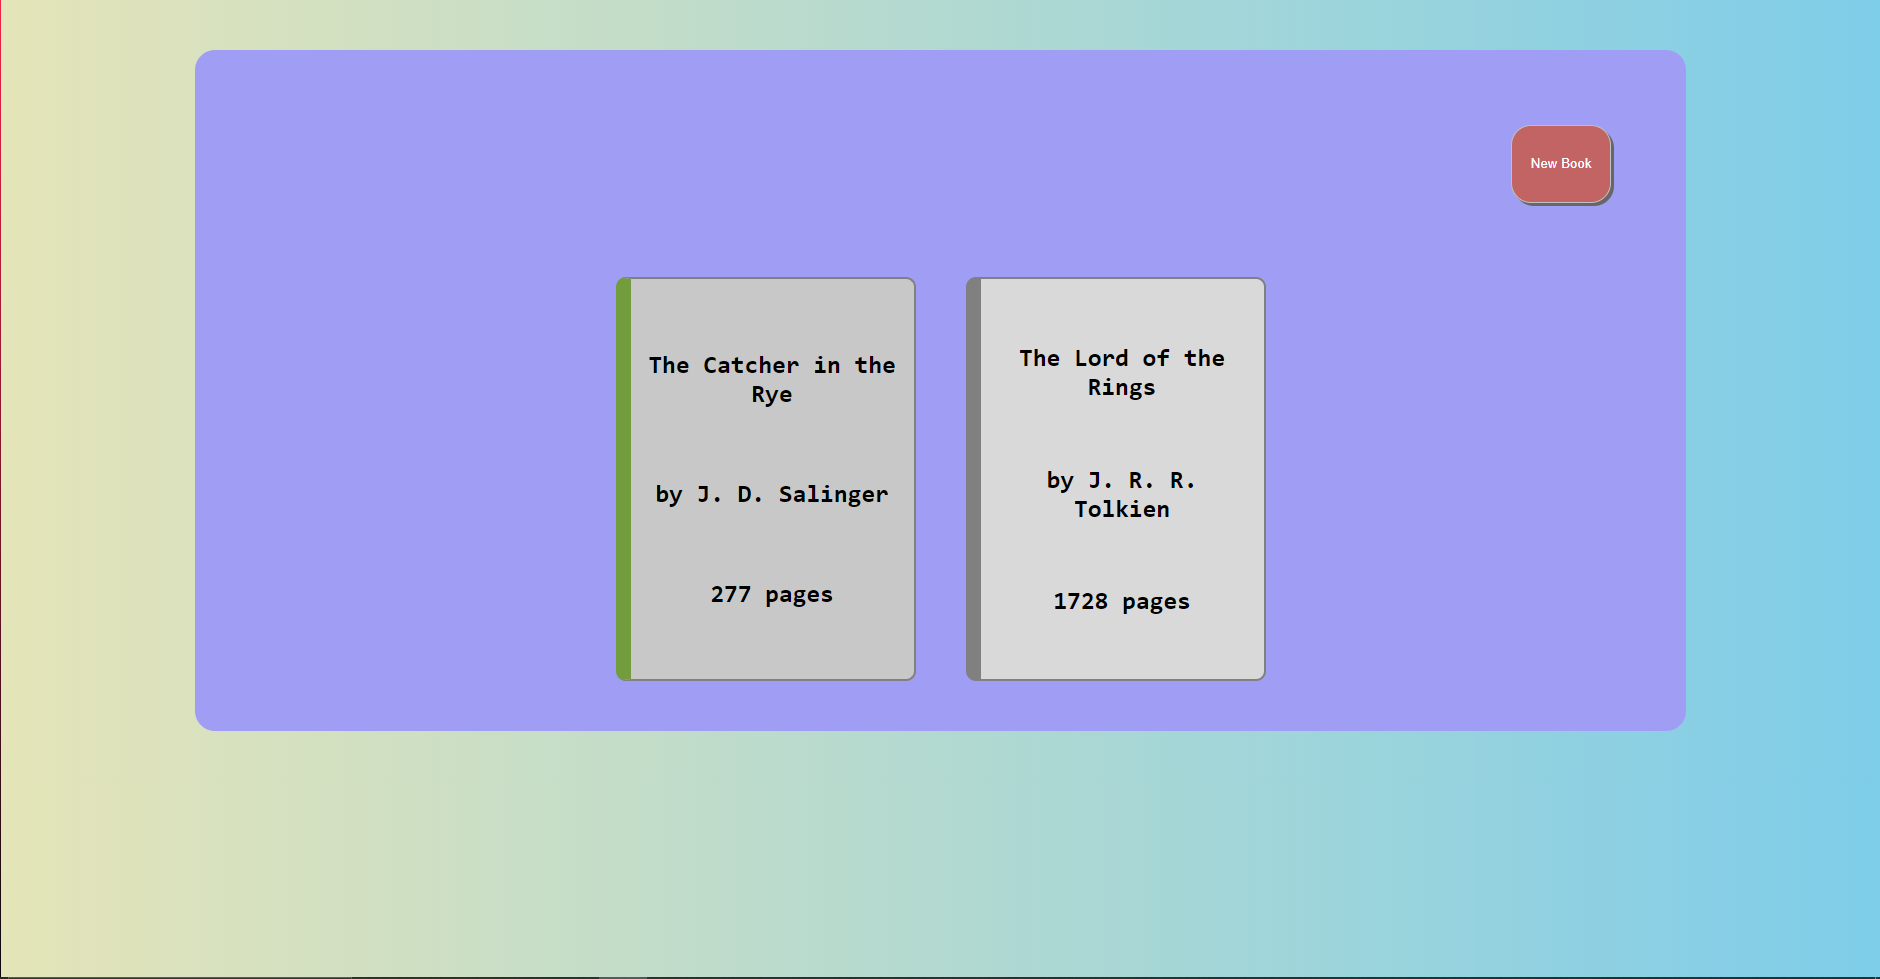 New Book
The Catcher in the
Rye
by J. D. Salinger
277 pages
The Lord of the
Rings
by J. R. R.
Tolkien
1728 pages